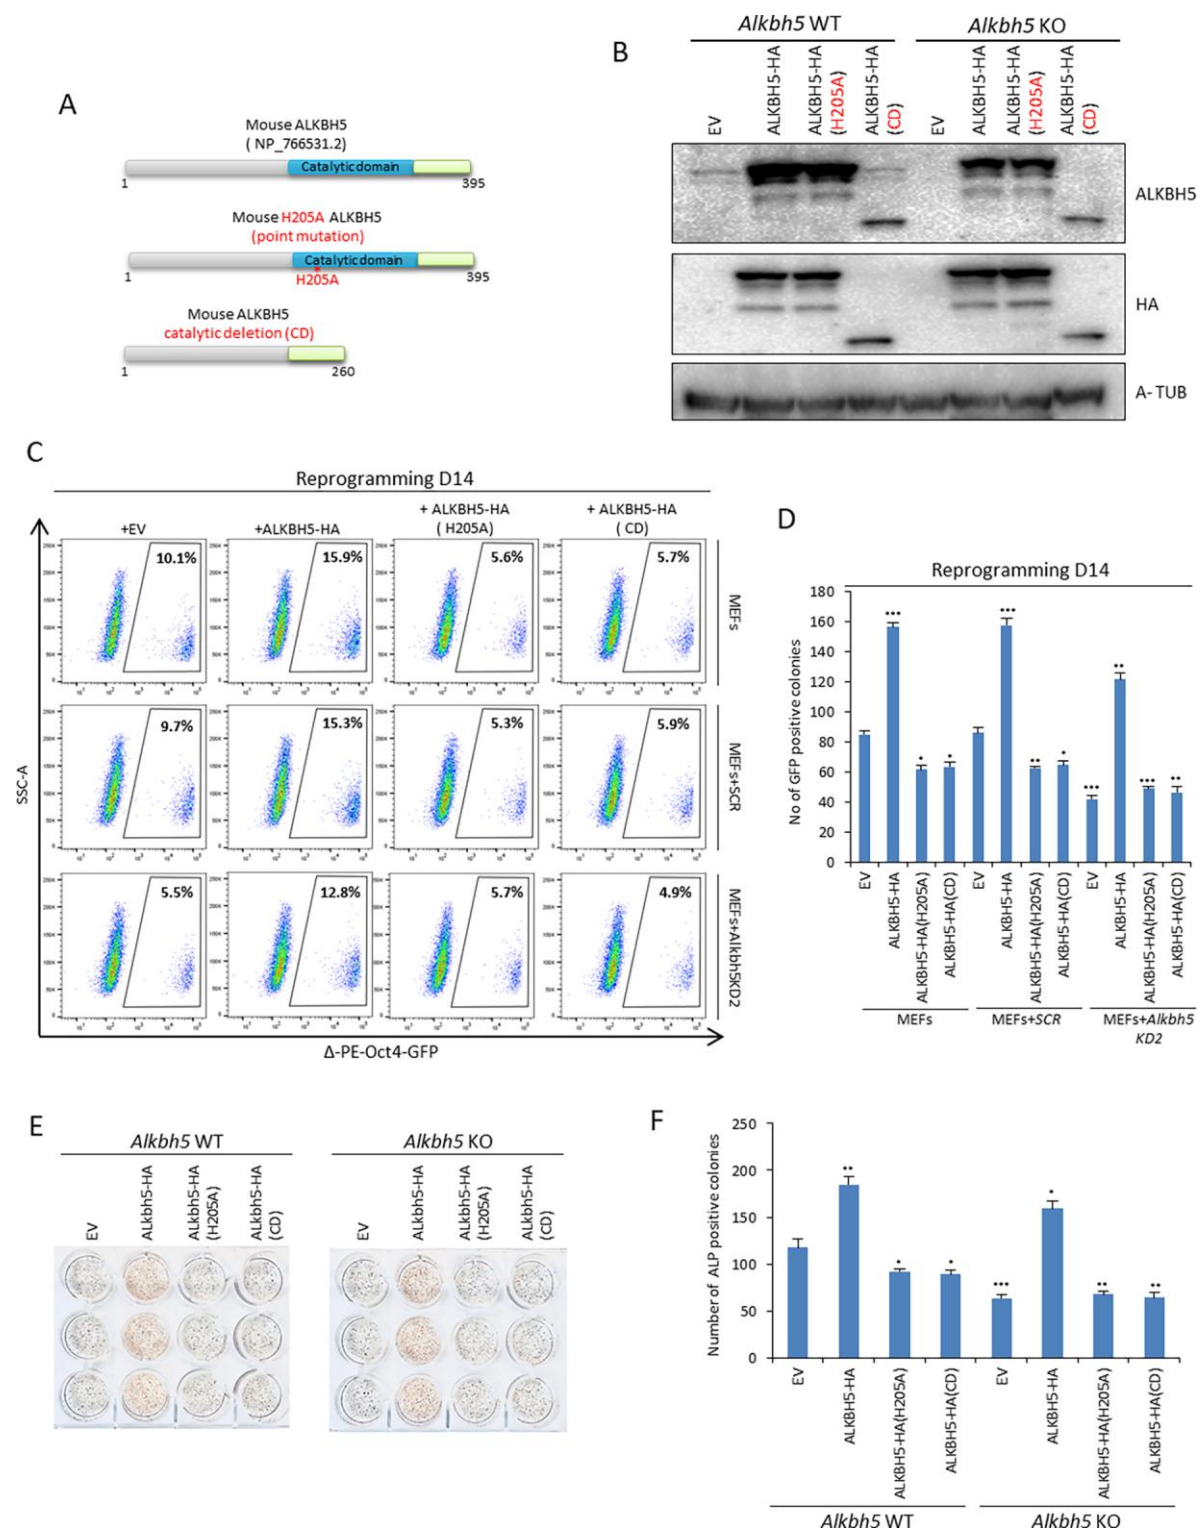 A
Mouse ALKBH5
( NP_766531.2)
Catalytic domain
1
395
Mouse H205A ALKBH5
(point mutation)
Catalytic domain
1
H205A
395
Mouse ALKBH5
catalytic deletion (CD)
1
260
B
Alkbh5 WT
Alkbh5 KO
EV
ALKBH5-HA
ALKBH5-HA
(H205A)
ALKBH5-HA
(CD)
EV
ALKBH5-HA
ALKBH5-HA
(H205A)
ALKBH5-HA
(CD)
ALKBH5
HA
A- TUB
C
Reprogramming D14
+EV
+ALKBH5-HA
+ ALKBH5-HA
( H205A)
+ ALKBH5-HA
( CD)
10.1%
15.9%
5.6%
5.7%
MEFs
9.7%
15.3%
5.3%
5.9%
MEFs+SCR
5.5%
12.8%
5.7%
4.9%
MEFs+Alkbh5KD2
SSC-A
Δ-PE-Oct4-GFP
D
Reprogramming D14
No of GFP positive colonies
180
160
140
120
100
80
60
40
20
0
EV
ALKBH5-HA
ALKBH5-HA(H205A)
ALKBH5-HA(CD)
EV
ALKBH5-HA
ALKBH5-HA(H205A)
ALKBH5-HA(CD)
EV
ALKBH5-HA
ALKBH5-HA(H205A)
ALKBH5-HA(CD)
MEFs
MEFs+SCR
MEFs+Alkbh5
KD2
E
Alkbh5 WT
Alkbh5 KO
EV
ALkbh5-HA
Alkbh5-HA
(H205A)
Alkbh5-HA
(CD)
EV
ALkbh5-HA
Alkbh5-HA
(H205A)
Alkbh5-HA
(CD)
F
Number of ALP positive colonies
250
200
150
100
50
0
EV
ALKBH5-HA
ALKBH5-HA(H205A)
ALKBH5-HA(CD)
EV
ALKBH5-HA
ALKBH5-HA(H205A)
ALKBH5-HA(CD)
Alkbh5 WT
Alkbh5 KO